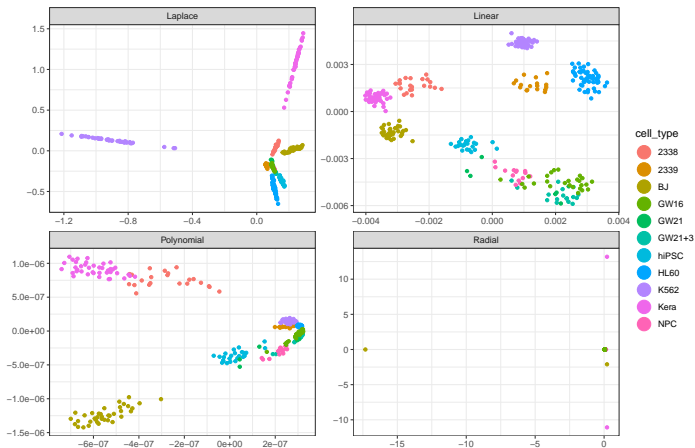 Laplace
Linear
1.5
1.0
0.5
0.0
−0.5
−1.2
−0.8
−0.4
0.0
0.003
0.000
−0.003
−0.006
−0.004
−0.002
0.000
0.002
0.004
Polynomial
Radial
1.0e−06
5.0e−07
0.0e+00
−5.0e−07
−1.0e−06
−1.5e−06
−6e−07
−4e−07
−2e−07
0e+00
2e−07
10
5
0
−5
−10
−15
−10
−5
0
cell_type
2338
2339
BJ
GW16
GW21
GW21+3
hiPSC
HL60
K562
Kera
NPC